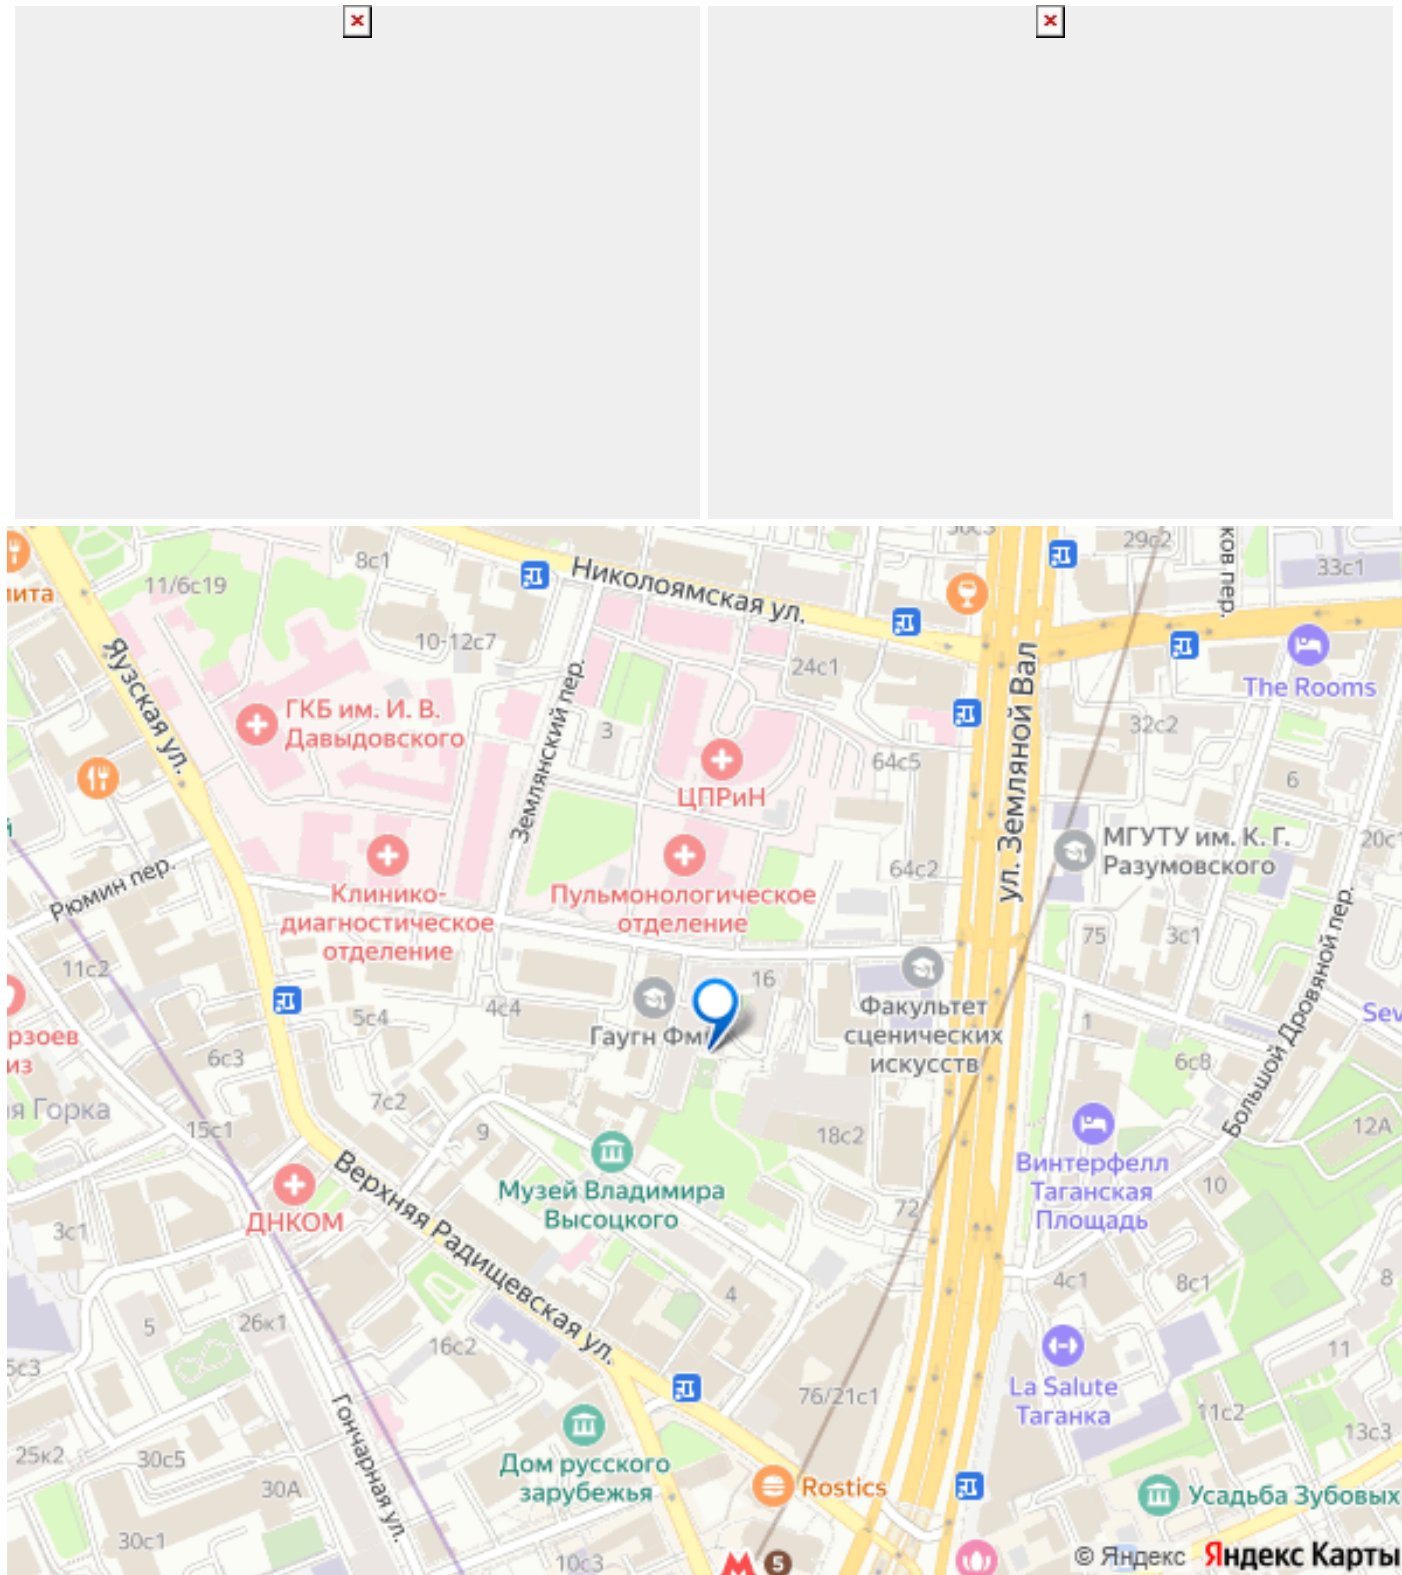 8с1
29с2
33с1
Николоямская ул.
ков пер.
11/6с19
10-12с7
24с1
The Rooms
Яузская ул.
ГКБ им. И. В.
Давыдовского
Землянский пер.
3
32с2
ул. Земляной Вал
64с5
ЦПРиН
6
МГУТУ им. К. Г.
Разумовского
64с2
Рюмин пер.
Клинико-
диагностическое
отделение
Пульмонологическое
отделение
75
3с1
Большой Дровяной пер.
11с2
16
5с4
4с4
Гаугн
Факультет
сценических
искусств
1
6с3
6с8
7с2
15с1
9
18с2
12А
Музей Владимира
Высоцкого
Винтерфелл
Таганская
Площадь
10
ДНКОМ
3с1
Верхняя Радищевская ул.
72
4
4с1
8с1
8
5
26к1
16с2
11
La Salute
Таганка
76/21с1
11с2
13с3
Гончарная ул.
25к2
30с5
30А
Дом русского
зарубежья
Rostics
Усадьба Зубовых
30с1
10с3
М 5
© Яндекс Яндекс Карты